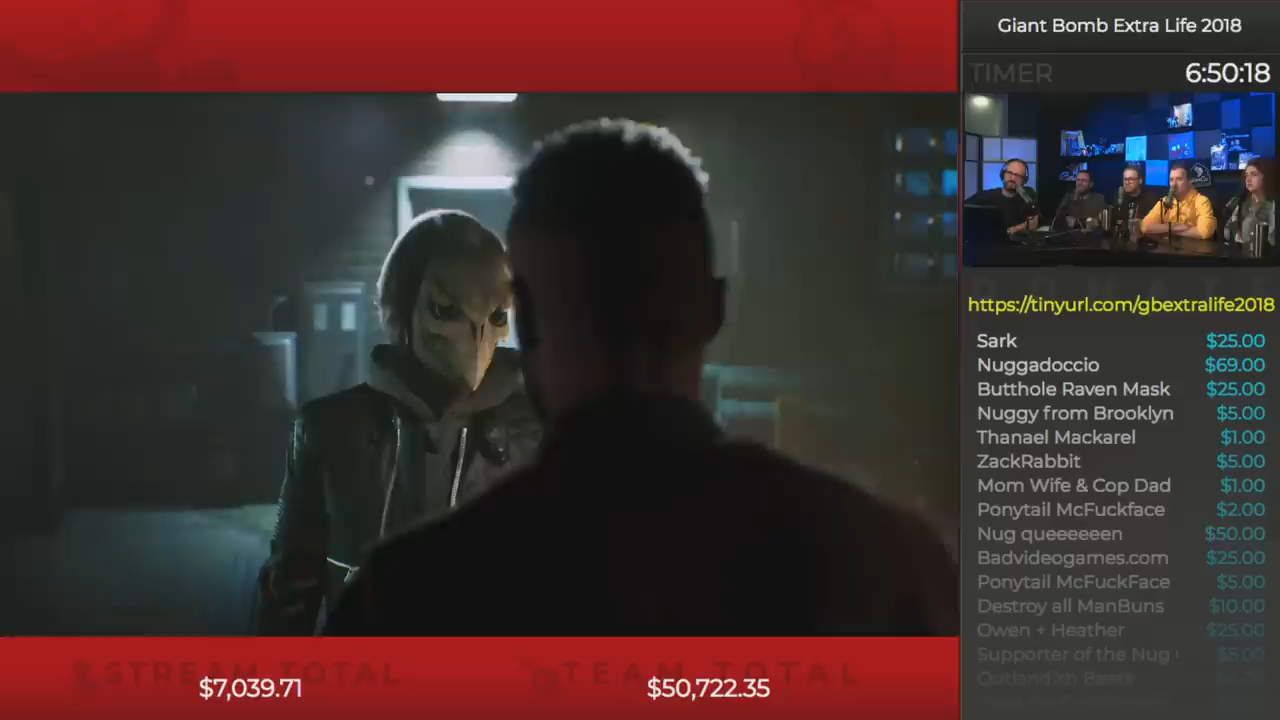 Giant Bomb Extra Life 2018
TIMER 6:50:18
https://tinyurl.com/gbextralife2018
Sark $25.00
Nuggadoccio $69.00
Butthole Raven Mask $25.00
Nuggy from Brooklyn $5.00
Thanael Mackarel $1.00
ZackRabbit $5.00
Mom Wife & Cop Dad $1.00
Ponytail McFuckface $2.00
Nug queeeeeen $50.00
Badvideogames.com $25.00
Ponytail McFuckFace $5.00
Destroy all ManBuns $10.00
Owen + Heather $25.00
Supporter of the Nug $5.00
Outlandish Bears
STREAM TOTAL
$7,039.71
TEAM TOTAL
$50,722.35